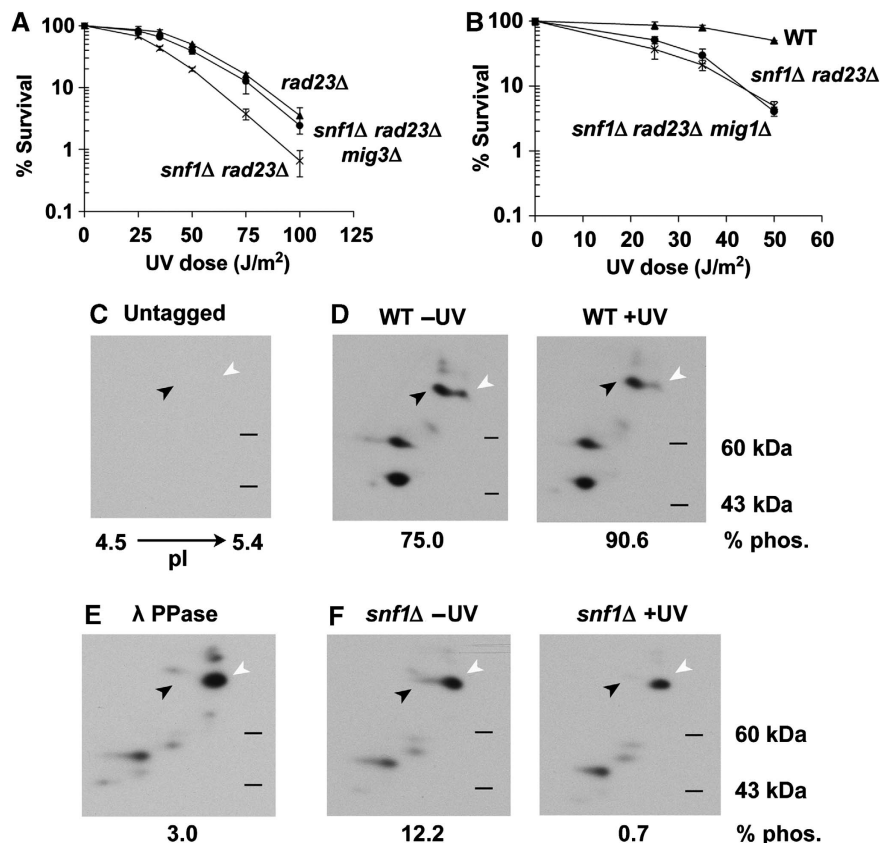 A
% Survival
100
10
1
0.1
0 25 50 75 100 125
UV dose (J/m²)
rad23Δ
snf1Δ rad23Δ
mig3Δ
snf1Δ rad23Δ
B
% Survival
100
10
1
0.1
0 10 20 30 40 50 60
UV dose (J/m²)
WT
snf1Δ rad23Δ
snf1Δ rad23Δ mig1Δ
C Untagged
4.5 5.4
pI
D WT –UV WT +UV
60 kDa
43 kDa
75.0 90.6 % phos.
E λ PPase
3.0
F snf1Δ –UV snf1Δ +UV
60 kDa
43 kDa
12.2 0.7 % phos.